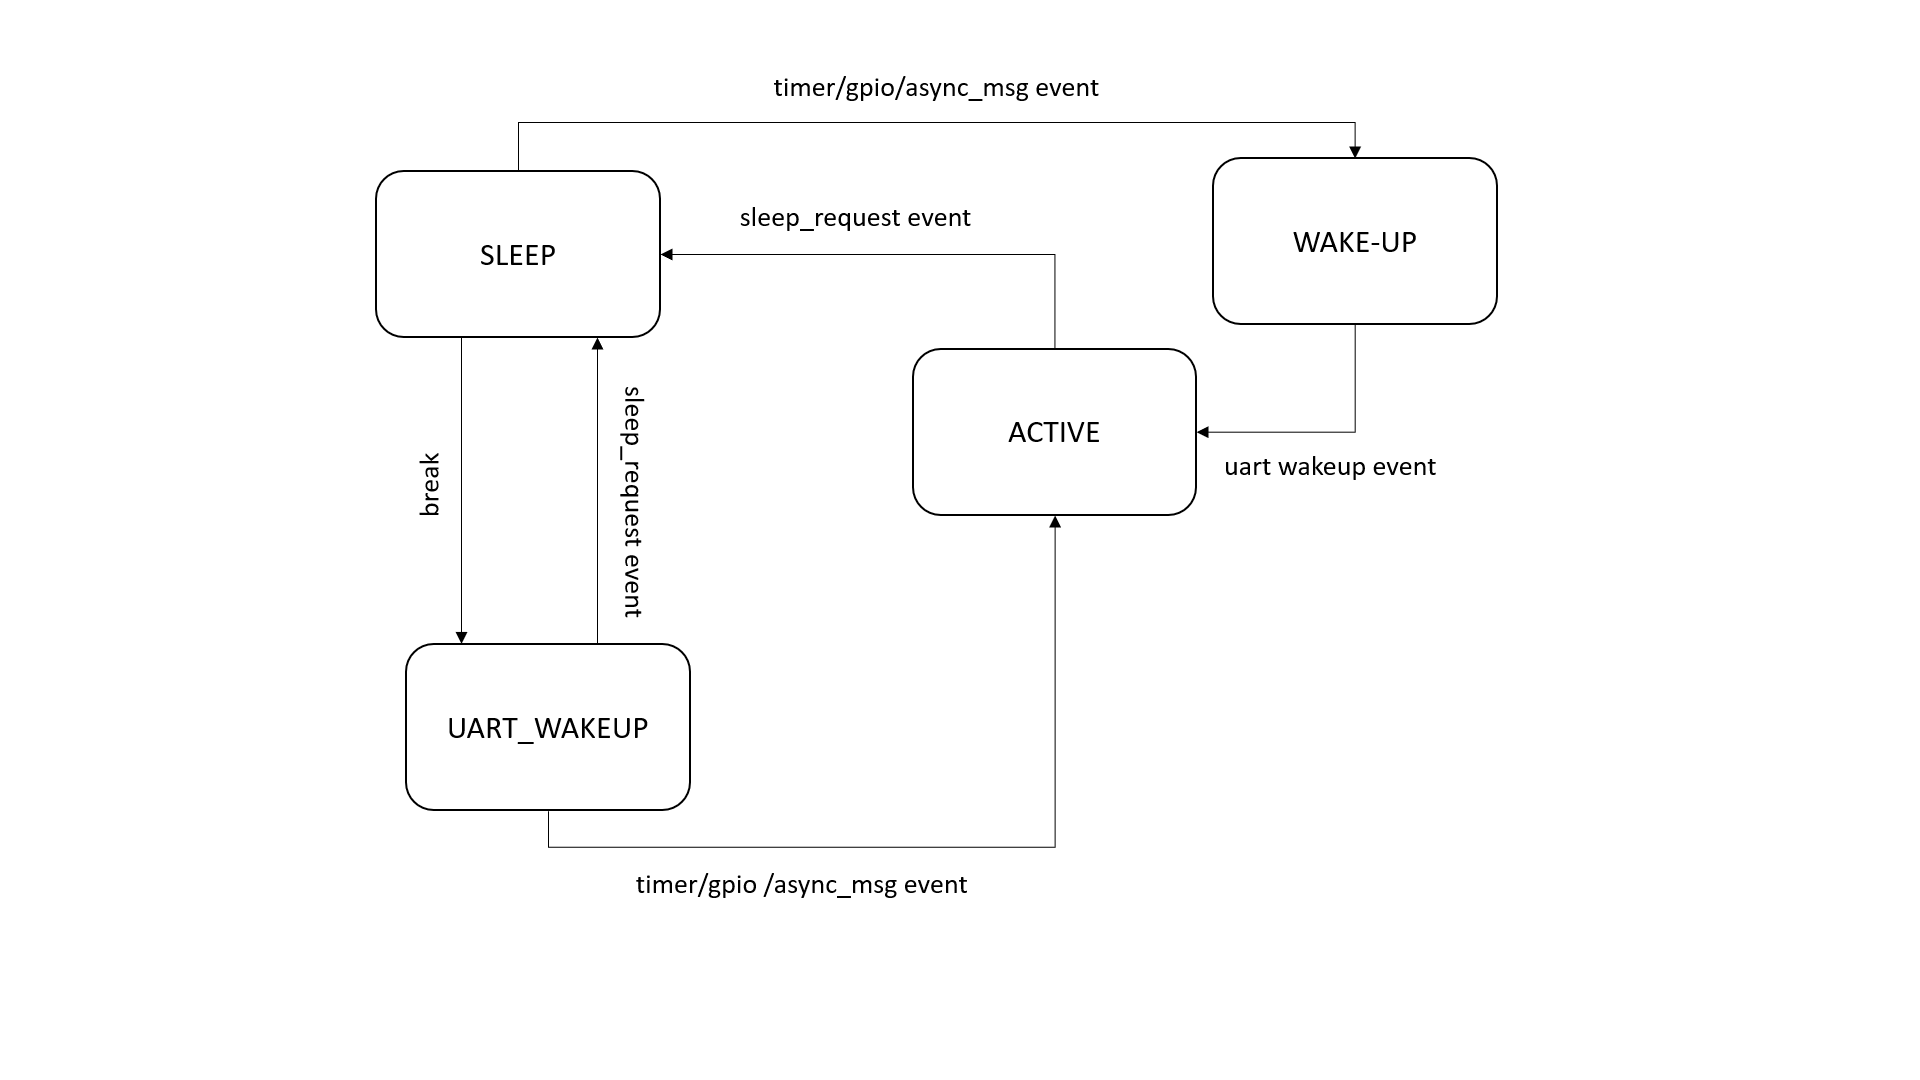 timer/gpio/async_msg event
SLEEP
sleep_request event
WAKE-UP
ACTIVE
uart wakeup event
break
sleep_request event
UART_WAKEUP
timer/gpio /async_msg event